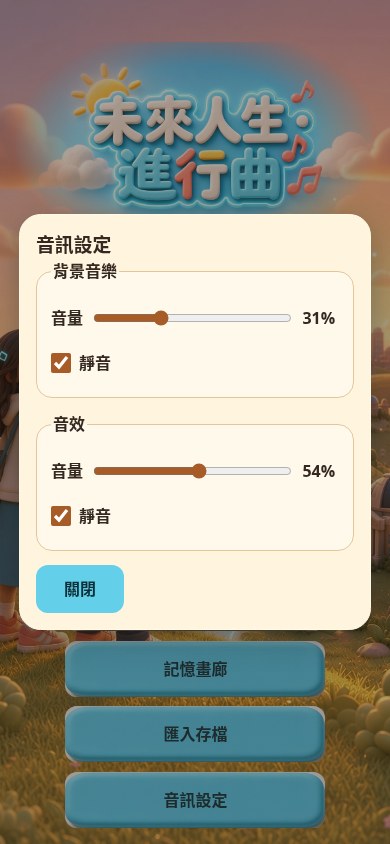 未來人生·
進行曲
音訊設定
背景音樂
音量 31%
靜音
音效
音量 54%
靜音
關閉
記憶畫廊
匯入存檔
音訊設定